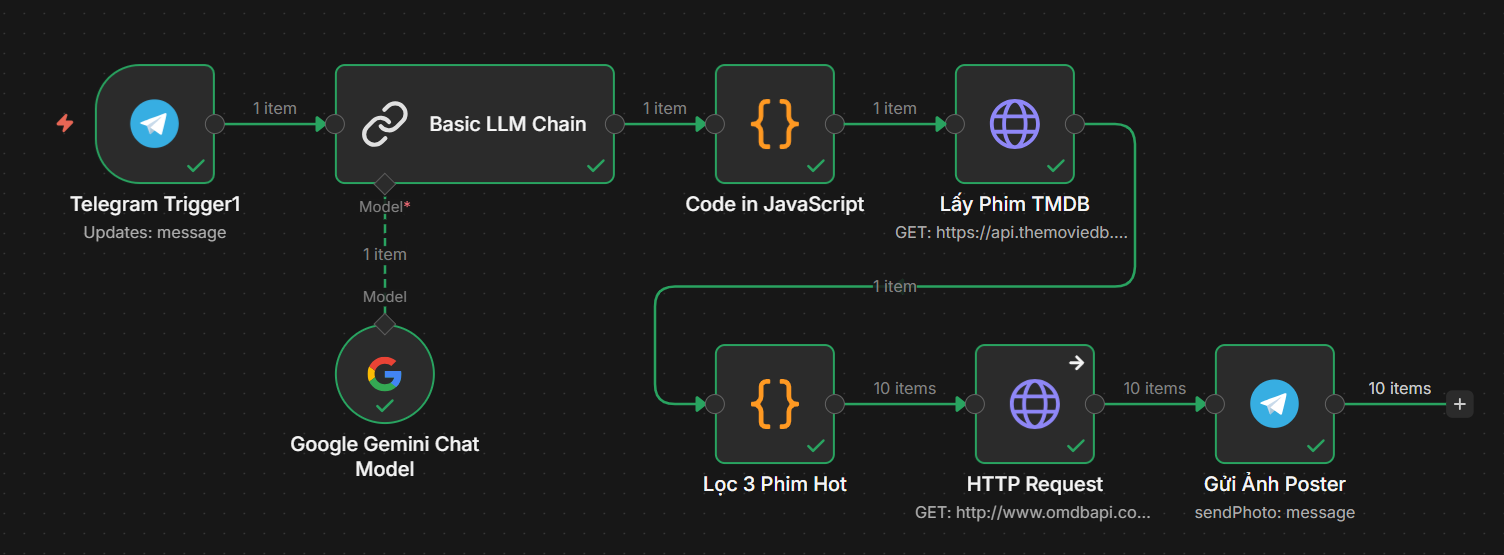 1 item
Basic LLM Chain
1 item
{}
1 item
Telegram Trigger1
Updates: message
Model*
1 item
Model
Google Gemini Chat
Model
Code in JavaScript
Lấy Phim TMDB
GET: https://api.themoviedb....
1 item
{}
10 items
10 items
10 items
Lọc 3 Phim Hot
HTTP Request
GET: http://www.omdbapi.co...
Gửi Ảnh Poster
sendPhoto: message